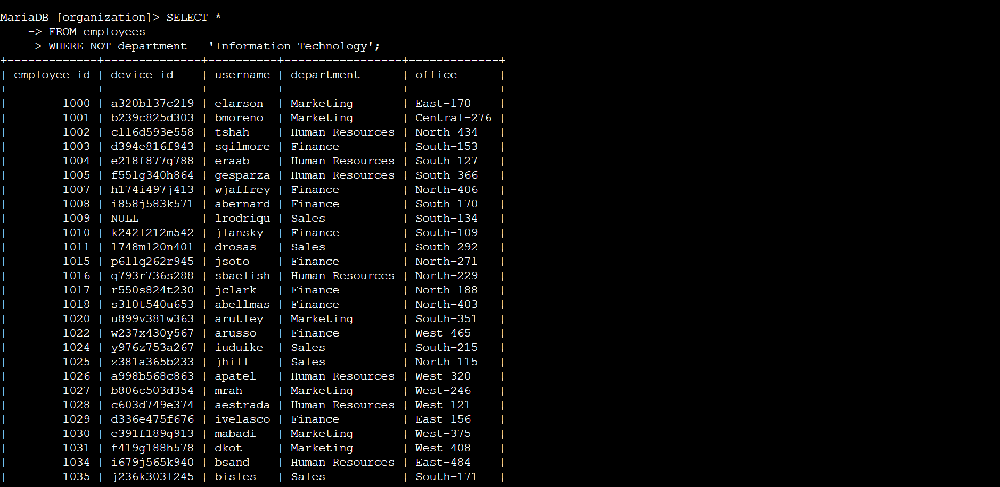 MariaDB [organization]> SELECT *
    -> FROM employees
    -> WHERE NOT department = 'Information Technology';
+-------------+--------------+----------+-----------------+-------------+
| employee_id | device_id    | username | department      | office      |
+-------------+--------------+----------+-----------------+-------------+
|        1000 | a320b137c219 | elarson  | Marketing       | East-170    |
|        1001 | b239c825d303 | bmoreno  | Marketing       | Central-276 |
|        1002 | c116d593e558 | tshah    | Human Resources | North-434   |
|        1003 | d394e816f943 | sgilmore | Finance         | South-153   |
|        1004 | e218f877g788 | eraab    | Human Resources | South-127   |
|        1005 | f551g340h864 | gesparza | Human Resources | South-366   |
|        1007 | h174i497j413 | wjaffrey | Finance         | North-406   |
|        1008 | i858j583k571 | abernard | Finance         | South-170   |
|        1009 | NULL         | lrodriqu | Sales           | South-134   |
|        1010 | k242l212m542 | jlansky  | Finance         | South-109   |
|        1011 | l748m120n401 | drosas   | Sales           | South-292   |
|        1015 | p611q262r945 | jsoto    | Finance         | North-271   |
|        1016 | q793r736s288 | sbaelish | Human Resources | North-229   |
|        1017 | r550s824t230 | jclark   | Finance         | North-188   |
|        1018 | s310t540u653 | abellmas | Finance         | North-403   |
|        1020 | u899v381w363 | arutley  | Marketing       | South-351   |
|        1022 | w237x430y567 | arusso   | Finance         | West-465    |
|        1024 | y976z753a267 | iuduike  | Sales           | South-215   |
|        1025 | z381a365b233 | jhill    | Sales           | North-115   |
|        1026 | a998b568c863 | apatel   | Human Resources | West-320    |
|        1027 | b806c503d354 | mrah     | Marketing       | West-246    |
|        1028 | c603d749e374 | aestrada | Human Resources | West-121    |
|        1029 | d336e475f676 | ivelasco | Finance         | East-156    |
|        1030 | e391f189g913 | mabadi   | Marketing       | West-375    |
|        1031 | f419g188h578 | dkot     | Marketing       | West-408    |
|        1034 | i679j565k940 | bsand    | Human Resources | East-484    |
|        1035 | j236k303l245 | bisles   | Sales           | South-171   |